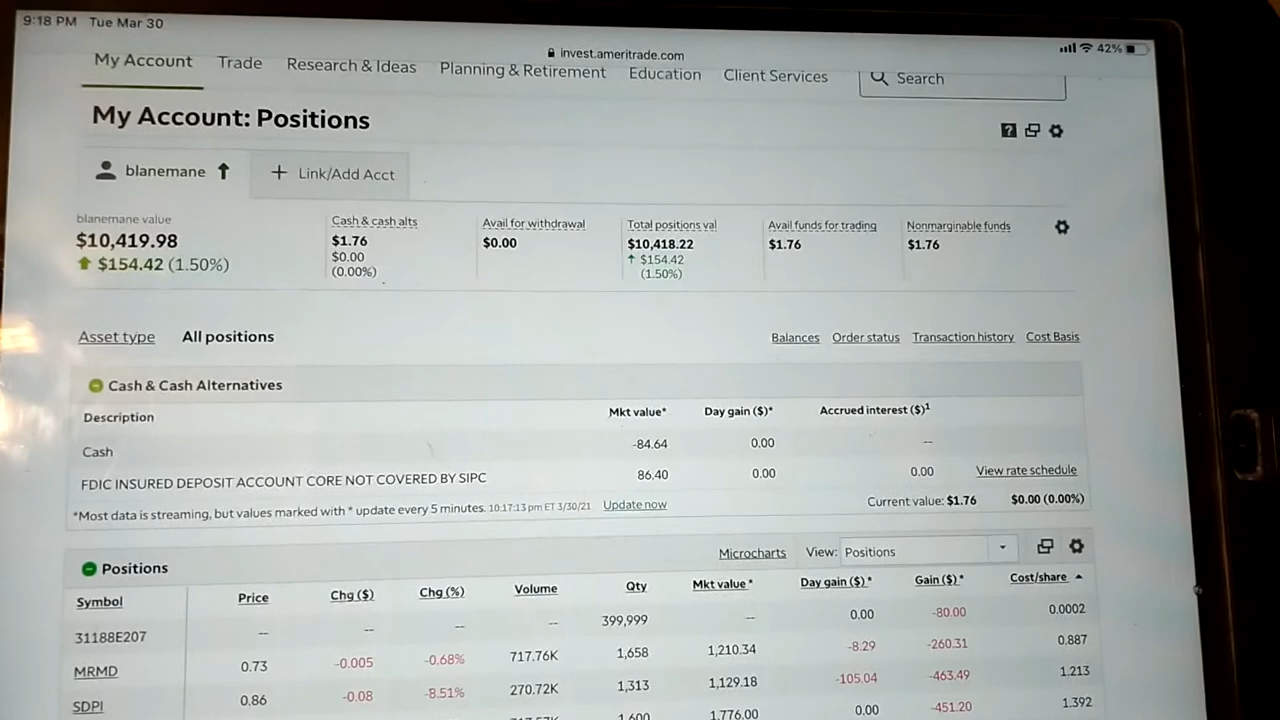 9:18 PM Tue Mar 30
invest.ameritrade.com
42%
My Account Trade Research & Ideas Planning & Retirement Education Client Services Search
My Account: Positions
blanemane + Link/Add Acct
blanemane value Cash & cash alts Avail for withdrawal Total positions val Avail funds for trading Nonmarginable funds
$10,419.98 $1.76 $0.00 $10,418.22 $1.76 $1.76
$154.42 (1.50%) $0.00 $154.42
(0.00%) (1.50%)
Asset type All positions Balances Order status Transaction history Cost Basis
Cash & Cash Alternatives
Description Mkt value* Day gain ($)* Accrued interest ($)1
Cash -84.64 0.00 --
FDIC INSURED DEPOSIT ACCOUNT CORE NOT COVERED BY SIPC 86.40 0.00 0.00 View rate schedule
*Most data is streaming, but values marked with * update every 5 minutes. 10:17:13 pm ET 3/30/21 Update now Current value: $1.76 $0.00 (0.00%)
Positions Microcharts View: Positions
Symbol Price Chg ($) Chg (%) Volume Qty Mkt value * Day gain ($) * Gain ($) * Cost/share
31188E207 -- -- -- -- 399,999 -- 0.00 -80.00 0.0002
MRMD 0.73 -0.005 -0.68% 717.76K 1,658 1,210.34 -8.29 -260.31 0.887
SDPI 0.86 -0.08 -8.51% 270.72K 1,313 1,129.18 -105.04 -463.49 1.213
1,600 1,776.00 0.00 -451.20 1.392